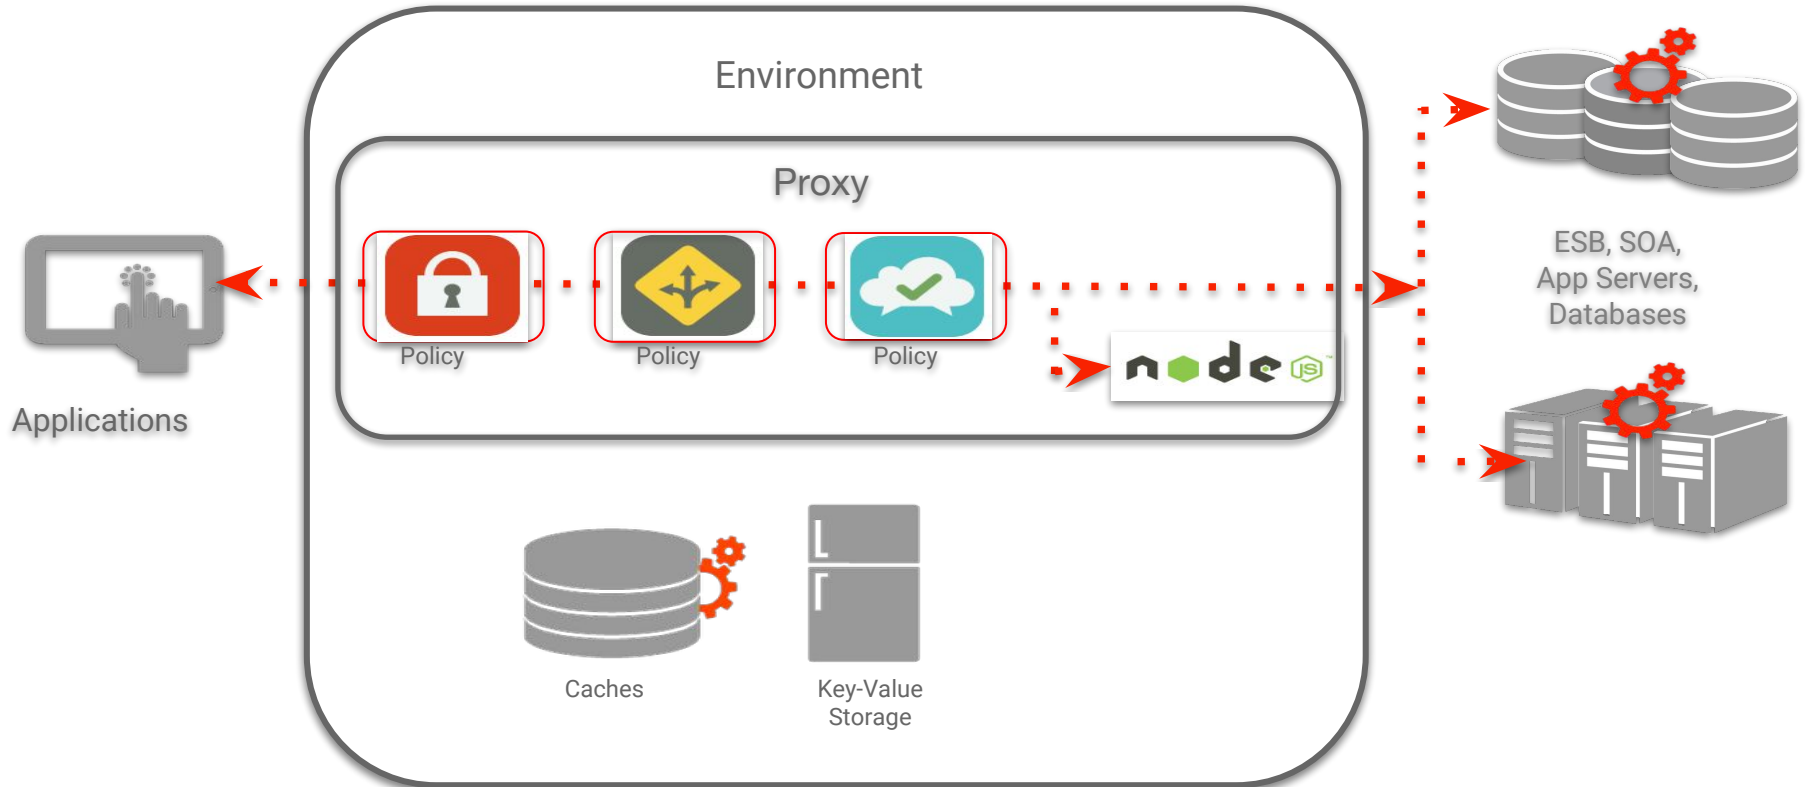 Environment
Proxy
Policy
Policy
Policy
node
JS
Applications
ESB, SOA,
App Servers,
Databases
Caches
Key-Value
Storage